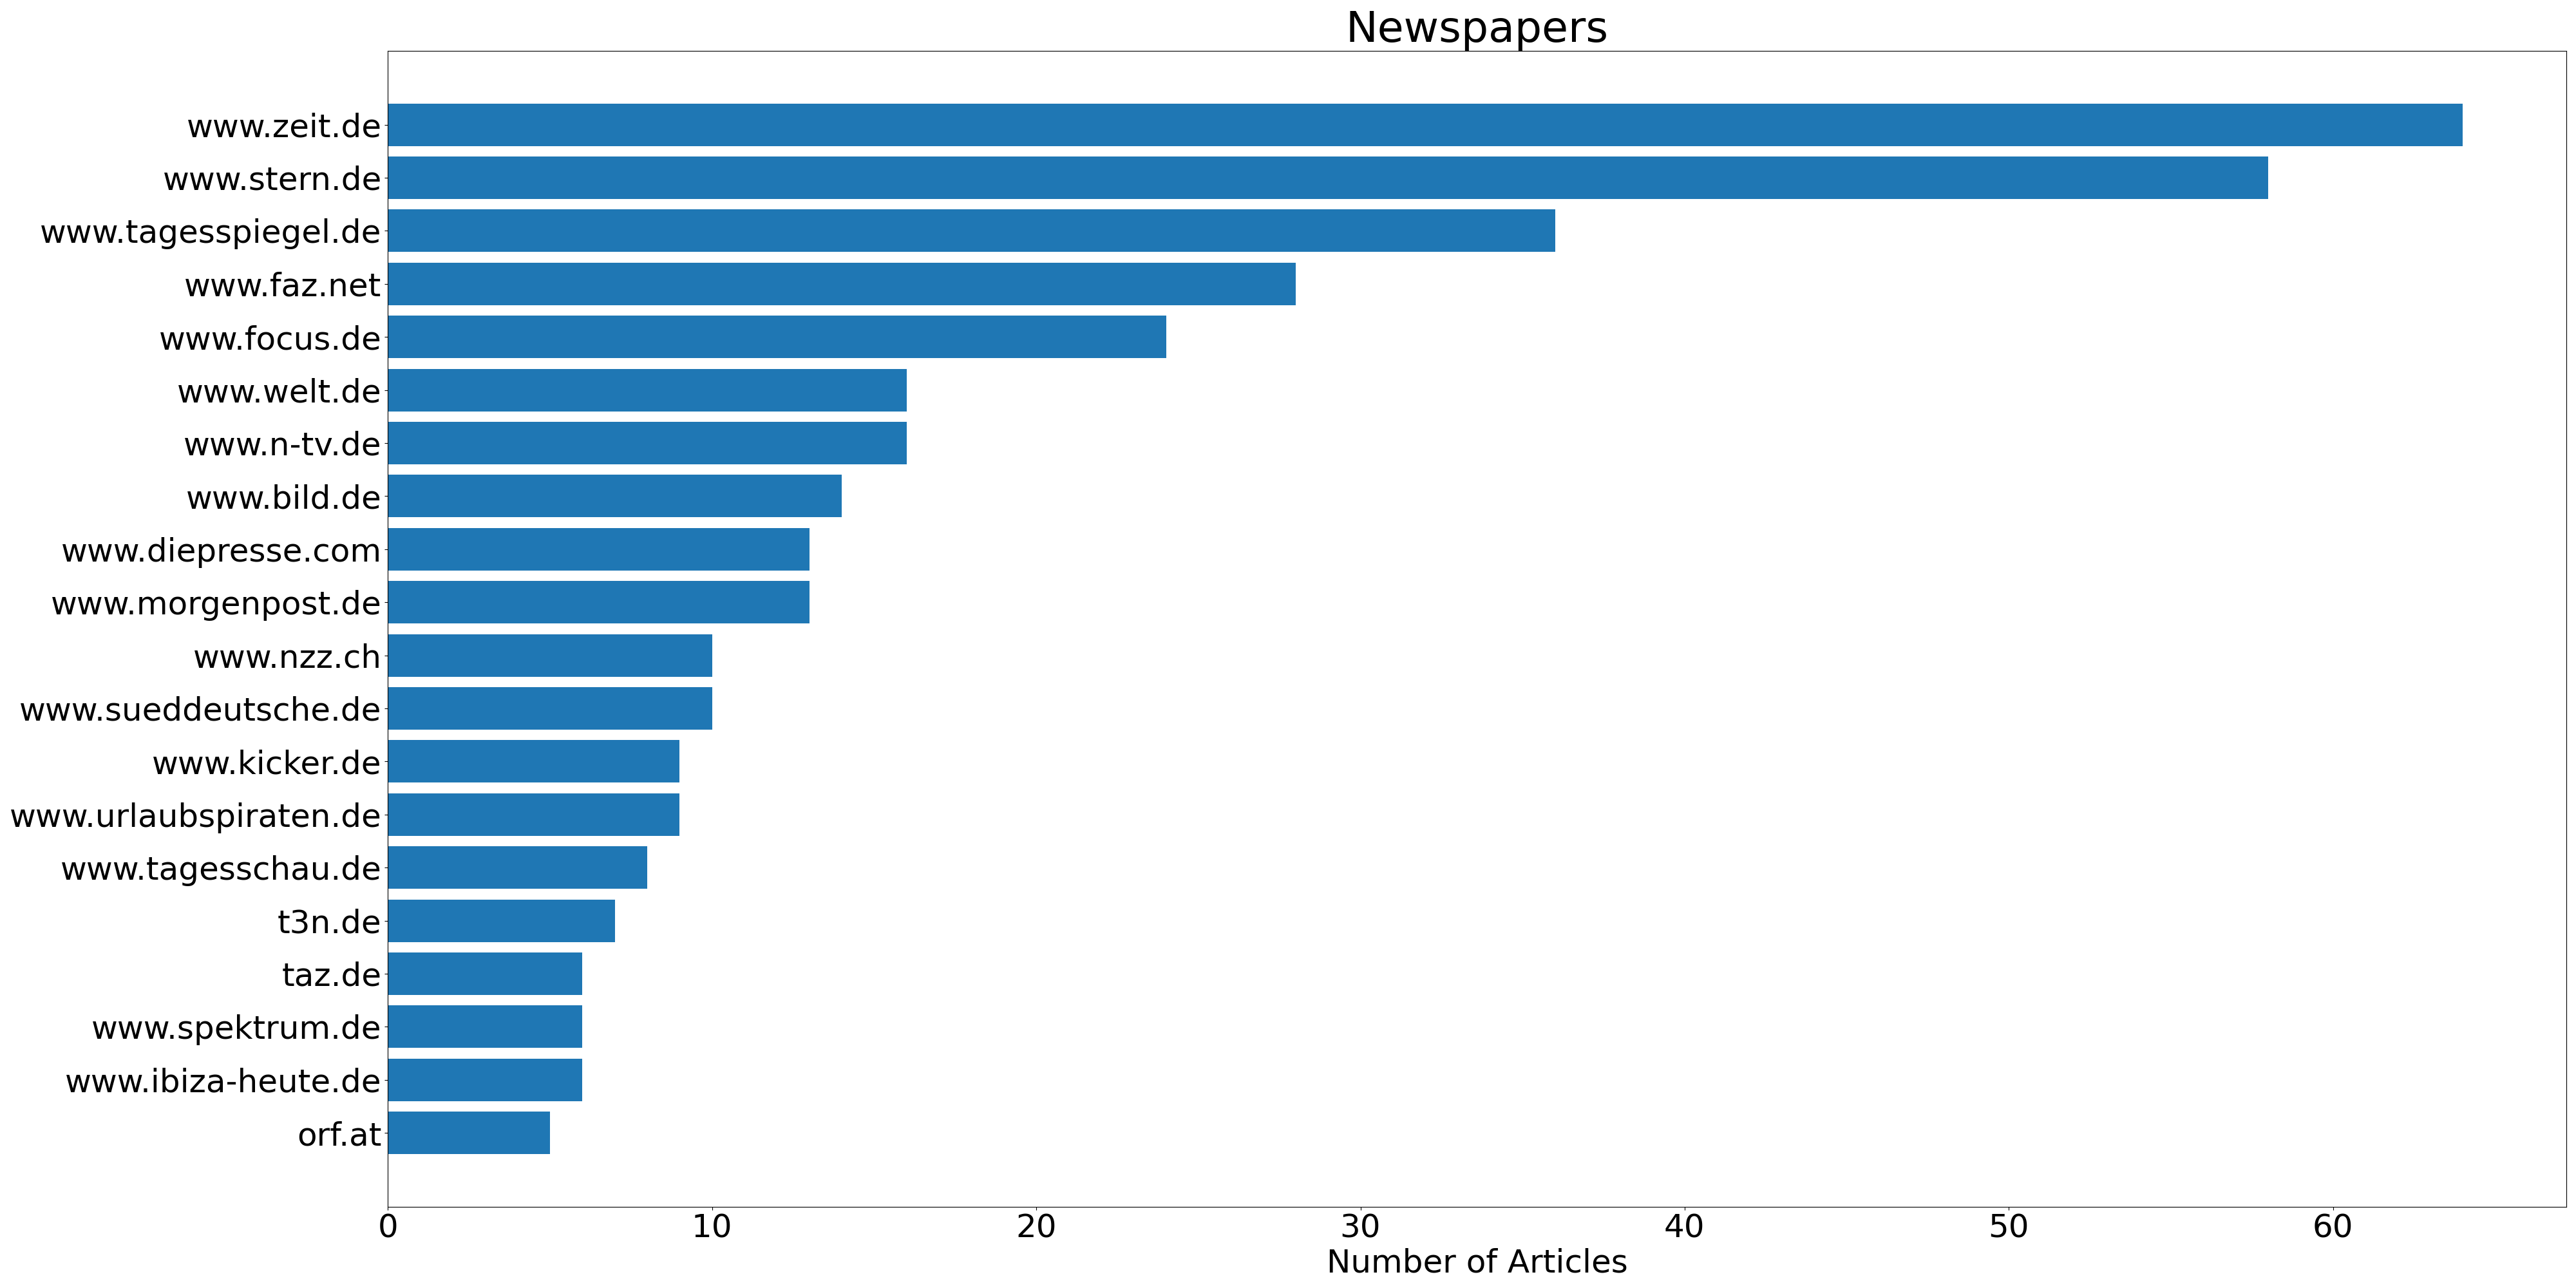 Newspapers
www.zeit.de
www.stern.de
www.tagesspiegel.de
www.faz.net
www.focus.de
www.welt.de
www.n-tv.de
www.bild.de
www.diepresse.com
www.morgenpost.de
www.nzz.ch
www.sueddeutsche.de
www.kicker.de
www.urlaubspiraten.de
www.tagesschau.de
t3n.de
taz.de
www.spektrum.de
www.ibiza-heute.de
orf.at
0 10 20 30 40 50 60
Number of Articles